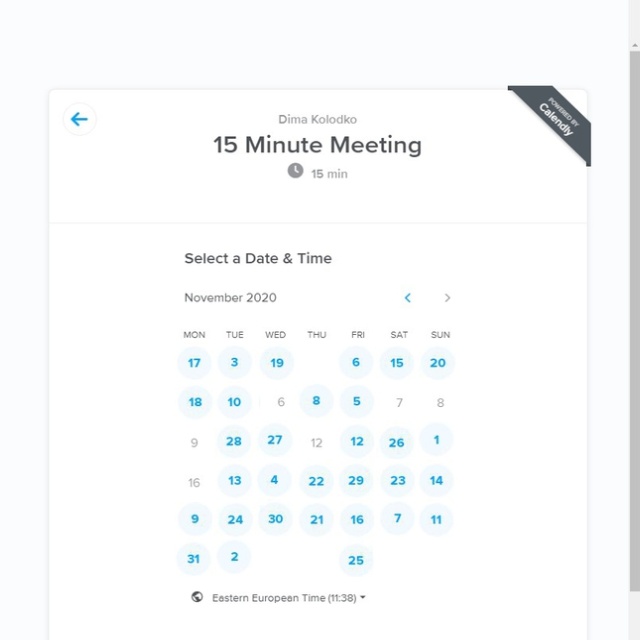 POWERED BY
Calendly
Dima Kolodko
15 Minute Meeting
15 min
Select a Date & Time
November 2020
MON TUE WED THU FRI SAT SUN
17 3 19 6 15 20
18 10 6 8 5 7 8
9 28 27 12 12 26 1
16 13 4 22 29 23 14
9 24 30 21 16 7 11
31 2 25
Eastern European Time (11:38)